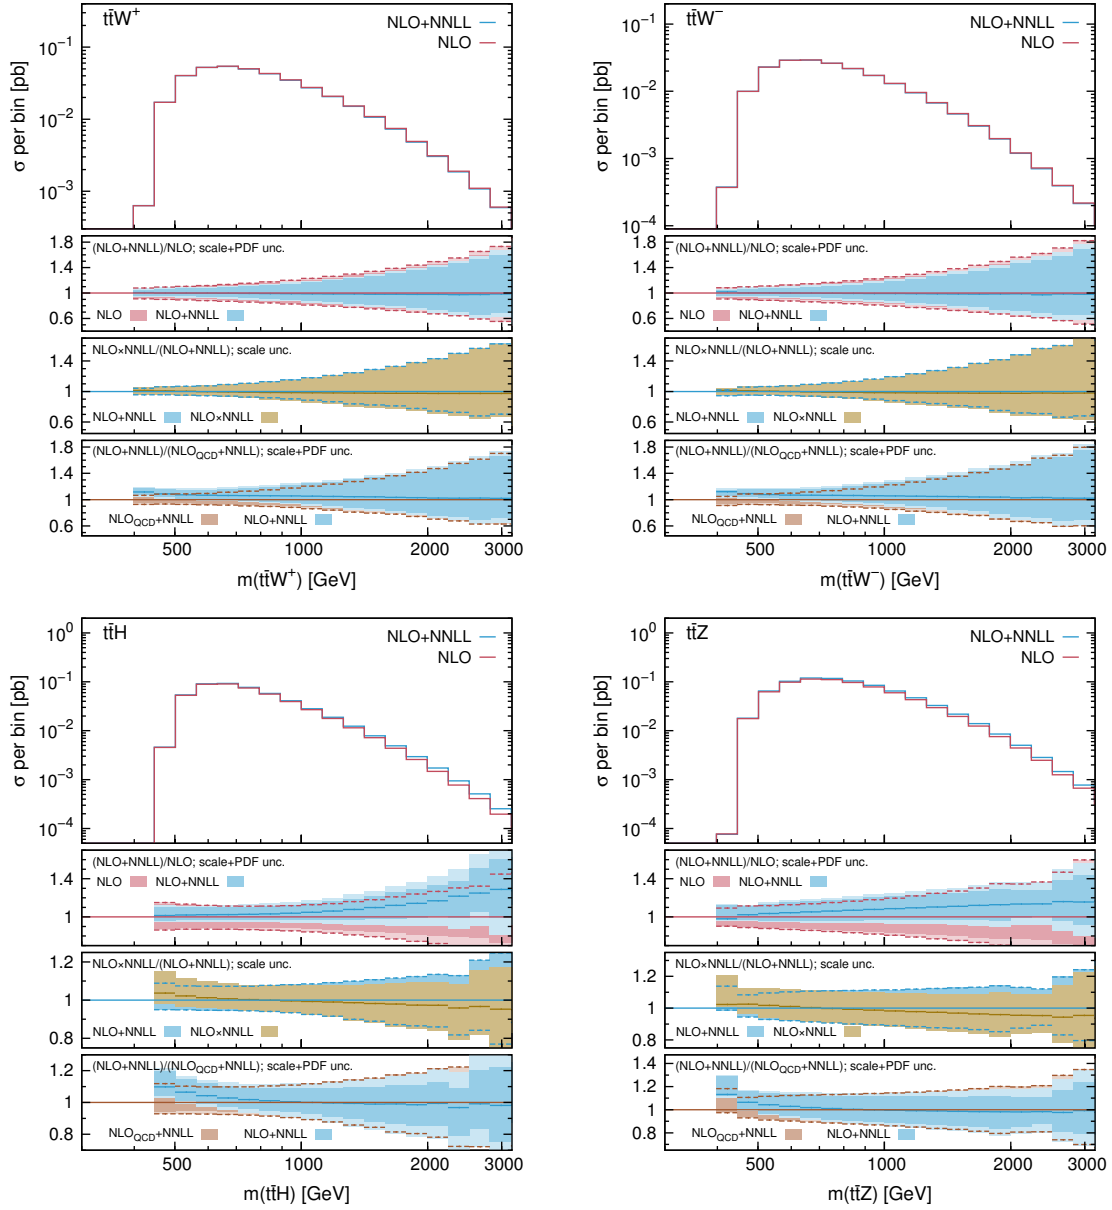 tt̄W⁺
NLO+NNLL
NLO
σ per bin [pb]
10⁻¹
10⁻²
10⁻³
(NLO+NNLL)/NLO; scale+PDF unc.
1.8
1.4
1
0.6
NLO NLO+NNLL
NLO×NNLL/(NLO+NNLL); scale unc.
1.4
1
0.6
NLO+NNLL NLO×NNLL
(NLO+NNLL)/(NLO_QCD+NNLL); scale+PDF unc.
1.8
1.4
1
0.6
NLO_QCD+NNLL NLO+NNLL
500 1000 2000 3000
m(tt̄W⁺) [GeV]
tt̄W⁻
NLO+NNLL
NLO
σ per bin [pb]
10⁻¹
10⁻²
10⁻³
10⁻⁴
(NLO+NNLL)/NLO; scale+PDF unc.
1.8
1.4
1
0.6
NLO NLO+NNLL
NLO×NNLL/(NLO+NNLL); scale unc.
1.4
1
0.6
NLO+NNLL NLO×NNLL
(NLO+NNLL)/(NLO_QCD+NNLL); scale+PDF unc.
1.8
1.4
1
0.6
NLO_QCD+NNLL NLO+NNLL
500 1000 2000 3000
m(tt̄W⁻) [GeV]
tt̄H
NLO+NNLL
NLO
σ per bin [pb]
10⁰
10⁻¹
10⁻²
10⁻³
10⁻⁴
(NLO+NNLL)/NLO; scale+PDF unc.
NLO NLO+NNLL
1.4
1
NLO×NNLL/(NLO+NNLL); scale unc.
1.2
1
0.8
NLO+NNLL NLO×NNLL
(NLO+NNLL)/(NLO_QCD+NNLL); scale+PDF unc.
1.2
1
0.8
NLO_QCD+NNLL NLO+NNLL
500 1000 2000 3000
m(tt̄H) [GeV]
tt̄Z
NLO+NNLL
NLO
σ per bin [pb]
10⁰
10⁻¹
10⁻²
10⁻³
10⁻⁴
(NLO+NNLL)/NLO; scale+PDF unc.
NLO NLO+NNLL
1.4
1
NLO×NNLL/(NLO+NNLL); scale unc.
1.2
1
0.8
NLO+NNLL NLO×NNLL
(NLO+NNLL)/(NLO_QCD+NNLL); scale+PDF unc.
1.4
1.2
1
0.8
NLO_QCD+NNLL NLO+NNLL
500 1000 2000 3000
m(tt̄Z) [GeV]